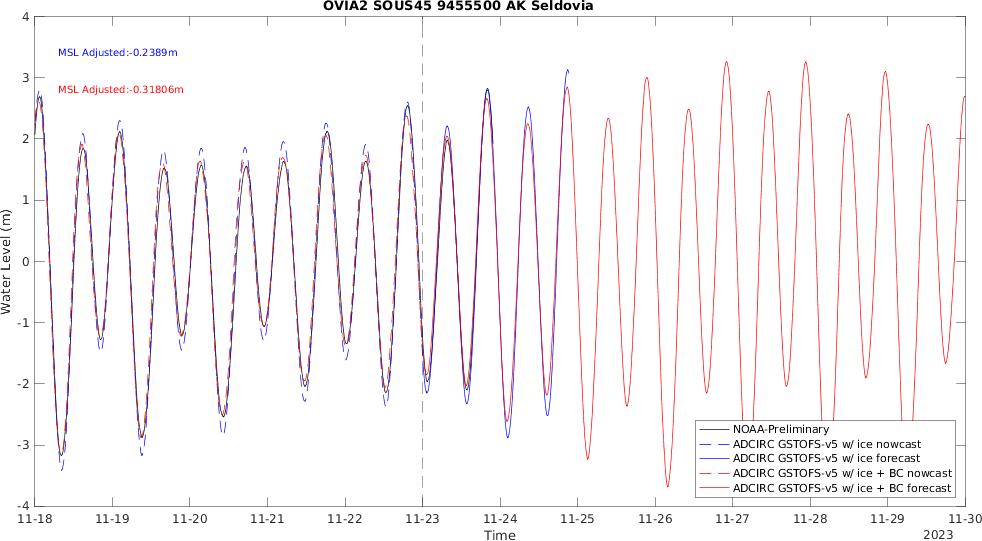 OVIA2 SOUS45 9455500 AK Seldovia
MSL Adjusted:-0.2389m
MSL Adjusted:-0.31806m
Water Level (m)
4
3
2
1
0
-1
-2
-3
-4
NOAA-Preliminary
ADCIRC GSTOFS-v5 w/ ice nowcast
ADCIRC GSTOFS-v5 w/ ice forecast
ADCIRC GSTOFS-v5 w/ ice + BC nowcast
ADCIRC GSTOFS-v5 w/ ice + BC forecast
11-18 11-19 11-20 11-21 11-22 11-23 11-24 11-25 11-26 11-27 11-28 11-29 11-30
Time
2023